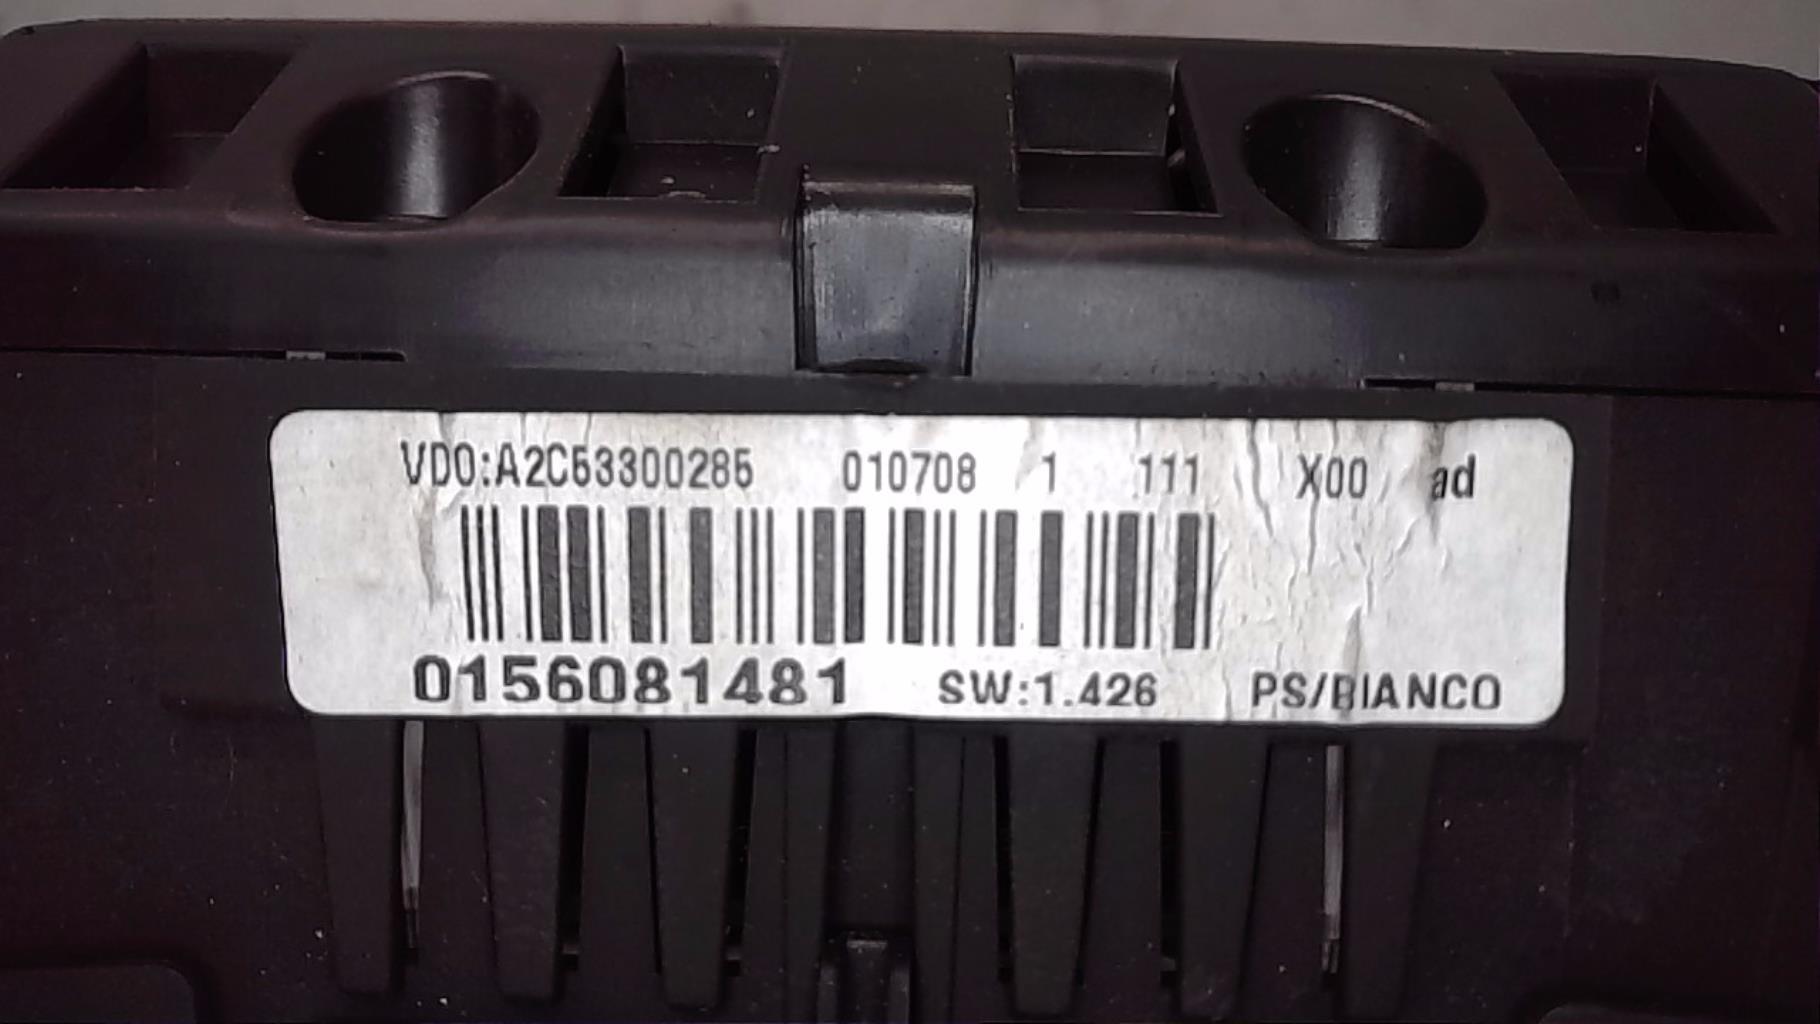 VDO:A2C53300285 010708 1 111 X00 ad
0156081481 SW:1.426 PS/BIANCO